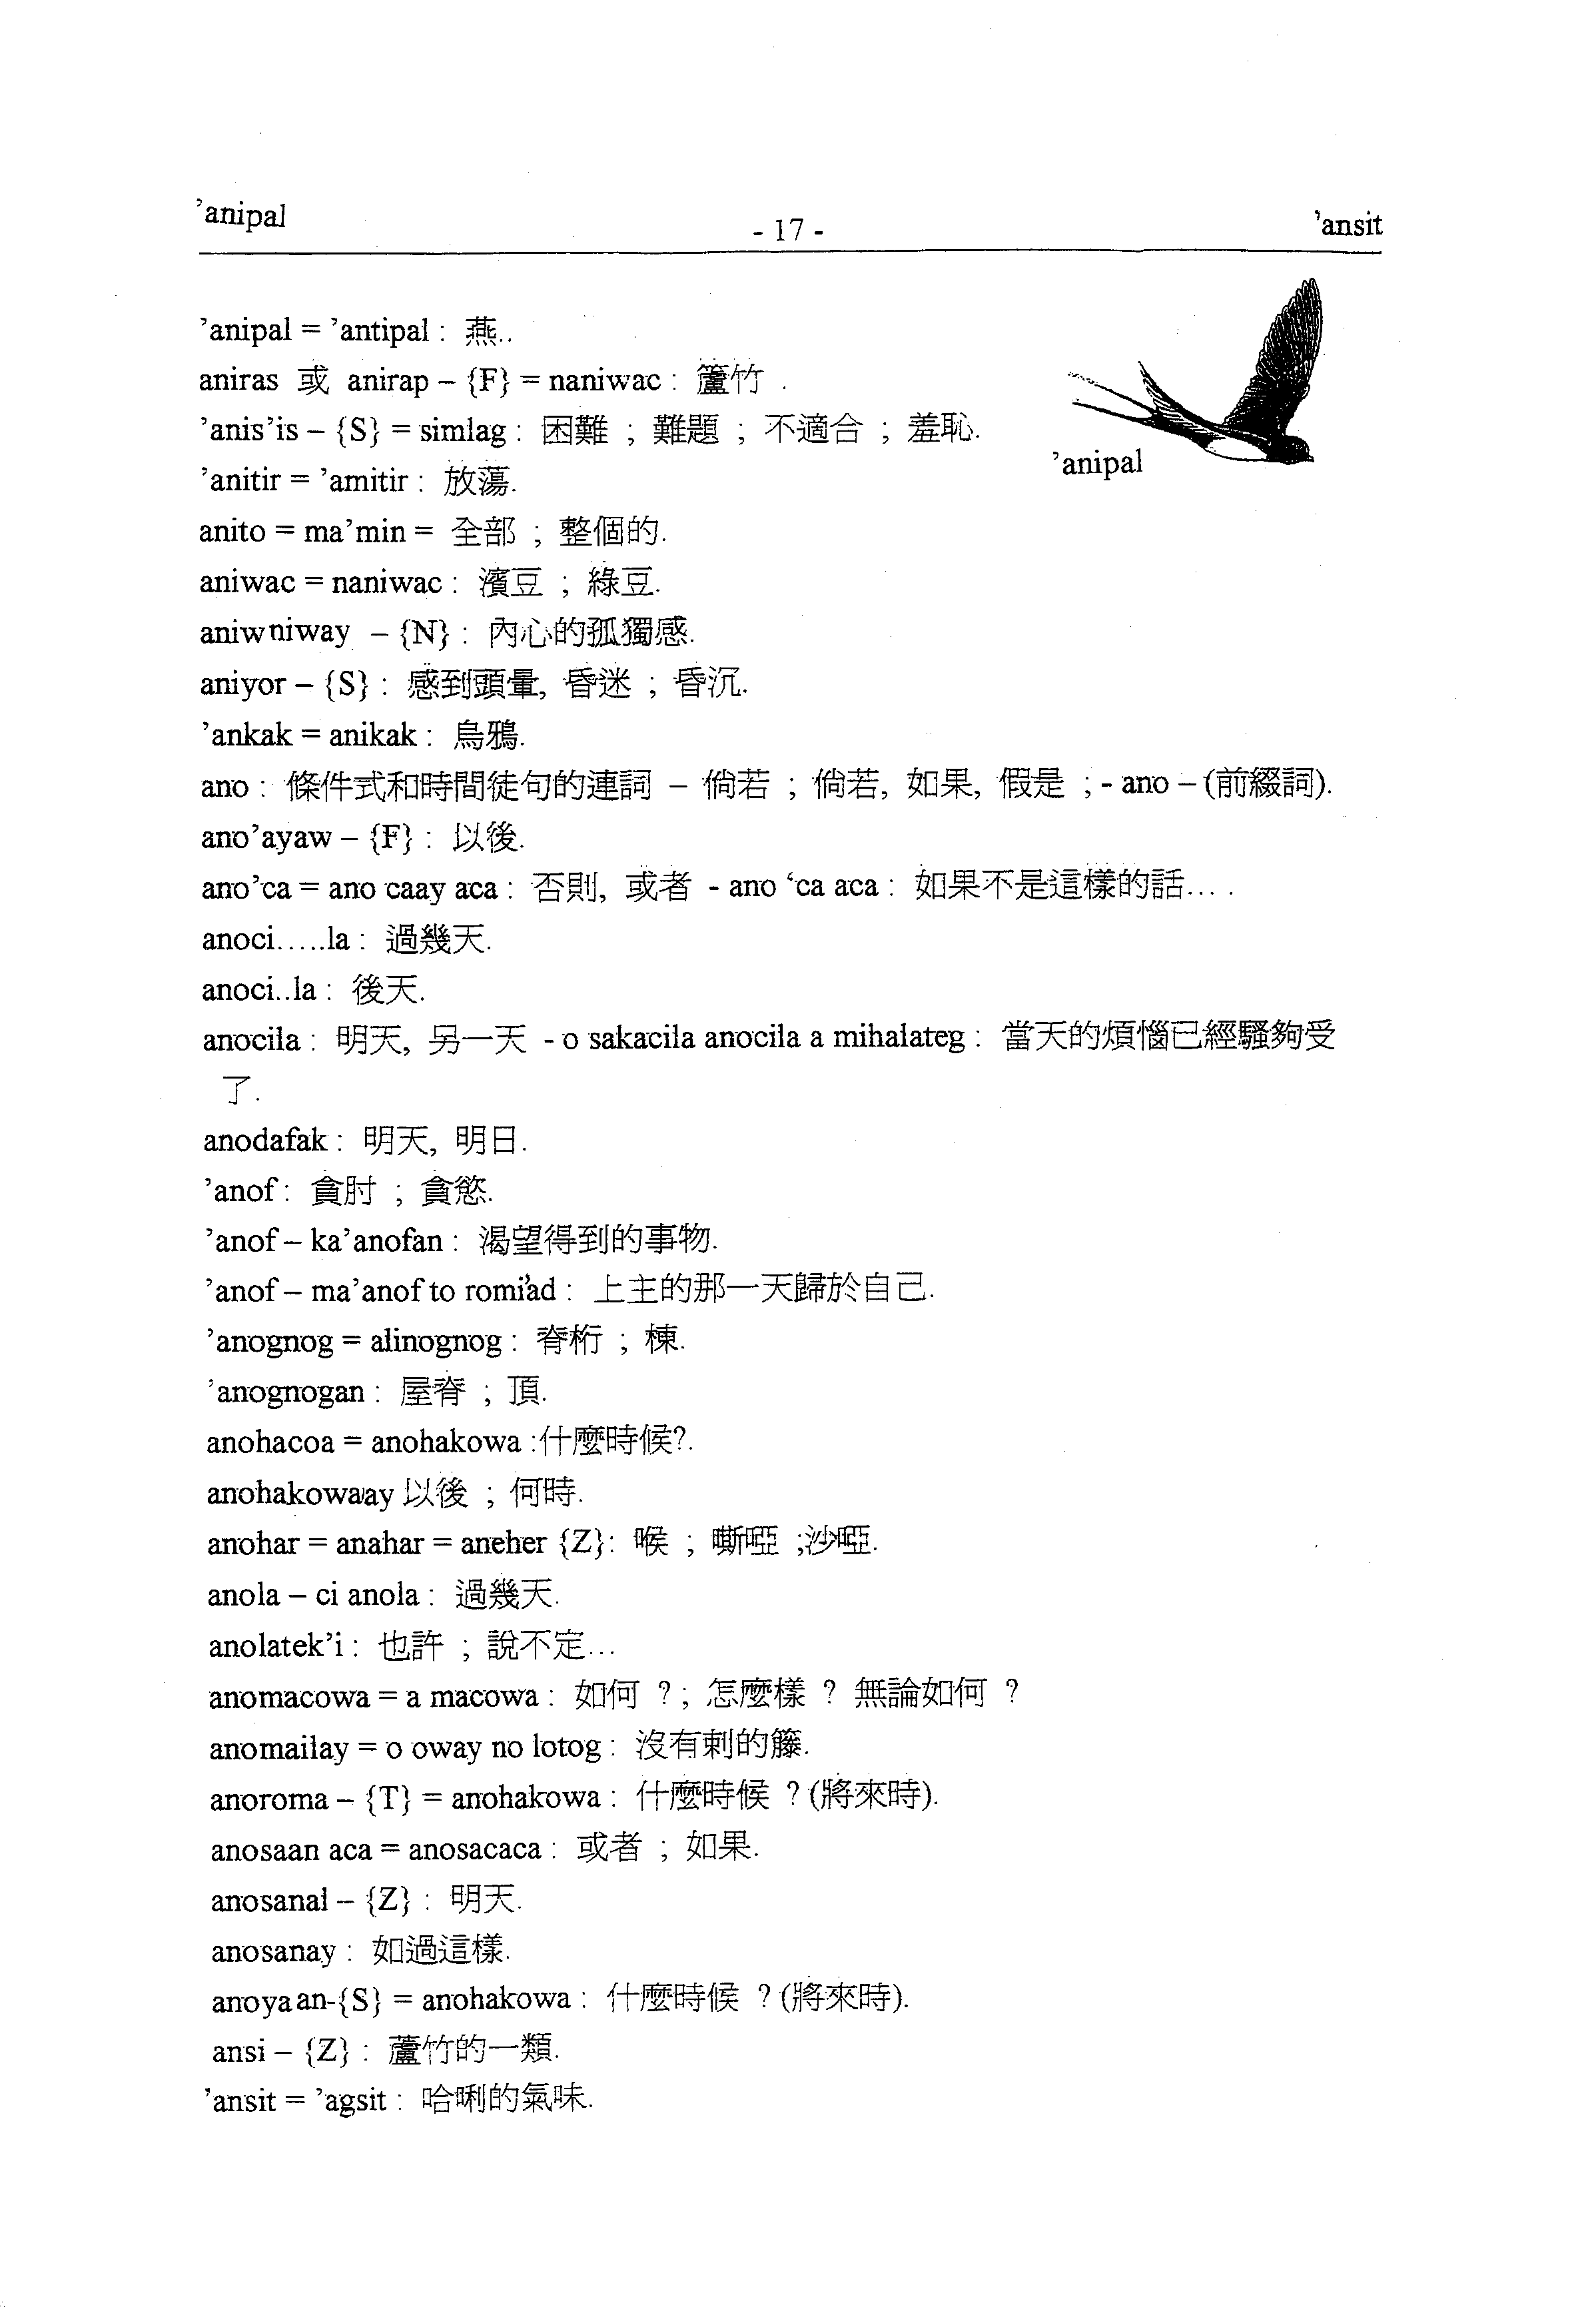 ’anipal
- 17 -
’ansit
’anipal = ’antipal : 燕..
aniras 或 anirap – {F} = naniwac : 籚竹 .
’anis’is – {S} = simlag : 困難 ; 難題 ; 不適合 ; 羞恥.
’anipal
’anitir = ’amitir : 放蕩.
anito = ma’min = 全部 ; 整個的.
aniwac = naniwac : 濱豆 ; 綠豆.
aniwniway – {N} : 內心的孤獨感.
aniyor – {S} : 感到頭暈, 昏迷 ; 昏沉.
’ankak = anikak : 烏鴉.
ano : 條件式和時間徒句的連詞 – 倘若 ; 倘若, 如果, 假是 ; - ano – (前綴詞).
ano’ayaw – {F} : 以後.
ano’ca = ano caay aca : 否則, 或者 - ano ‘ca aca : 如果不是這樣的話... .
anoci.....la : 過幾天.
anoci..la : 後天.
anocila : 明天, 另一天 - o sakacila anocila a mihalateg : 當天的煩惱已經騷夠受
了.
anodafak : 明天, 明日.
’anof : 貪肘 ; 貪慾.
’anof – ka’anofan : 渴望得到的事物.
’anof – ma’anof to romi’ad : 上主的那一天歸於自己.
’anognog = alinognog : 脊桁 ; 棟.
’anognogan : 屋脊 ; 頂.
anohacoa = anohakowa :什麼時候?.
anohakowaay 以後 ; 何時.
anohar = anahar = aneher {Z}: 喉 ; 嘶啞 ;沙啞.
anola – ci anola : 過幾天.
anolatek’i : 也許 ; 說不定...
anomacowa = a macowa : 如何 ? ; 怎麼樣 ? 無論如何 ?
anomailay = o oway no lotog : 沒有刺的籐.
anoroma – {T} = anohakowa : 什麼時候 ? (將來時).
anosaan aca = anosacaca : 或者 ; 如果.
anosanal – {Z} : 明天.
anosanay : 如過這樣.
anoyaan-{S} = anohakowa : 什麼時候 ? (將來時).
ansi – {Z} : 蘆竹的一類.
’ansit = ’agsit : 哈唎的氣味.